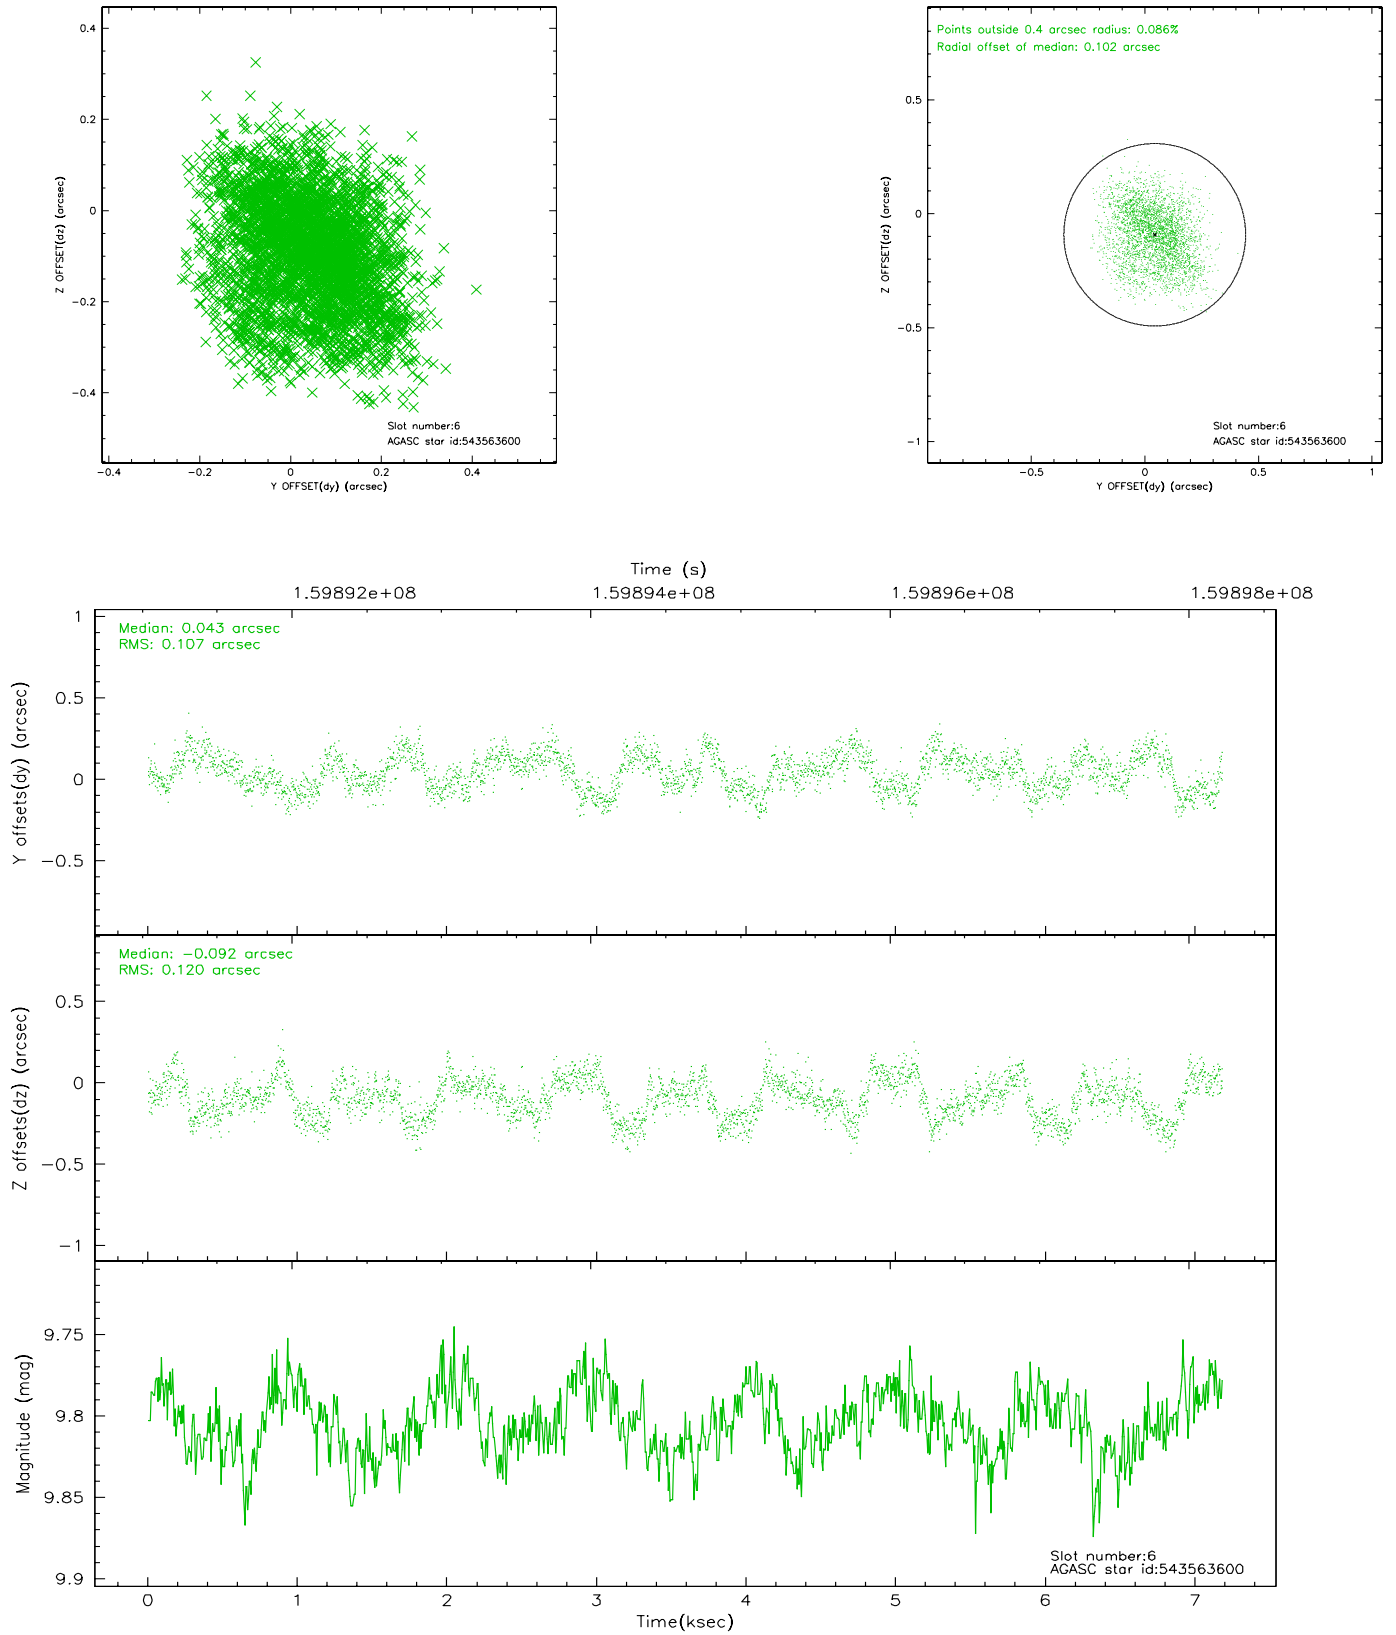 0.4
0.2
0
−0.2
−0.4
Z OFFSET(dz) (arcsec)
Slot number:6
AGASC star id:543563600
−0.4
−0.2
0
0.2
0.4
Y OFFSET(dy) (arcsec)
Points outside 0.4 arcsec radius: 0.086%
Radial offset of median: 0.102 arcsec
0.5
0
−0.5
−1
Z OFFSET(dz) (arcsec)
Slot number:6
AGASC star id:543563600
−0.5
0
0.5
1
Y OFFSET(dy) (arcsec)
Time (s)
1.59892e+08
1.59894e+08
1.59896e+08
1.59898e+08
Median: 0.043 arcsec
RMS: 0.107 arcsec
1
0.5
0
−0.5
Y offsets(dy) (arcsec)
Median: −0.092 arcsec
RMS: 0.120 arcsec
0.5
0
−0.5
−1
Z offsets(dz) (arcsec)
9.75
9.8
9.85
9.9
Magnitude (mag)
Slot number:6
AGASC star id:543563600
0
1
2
3
4
5
6
7
Time(ksec)